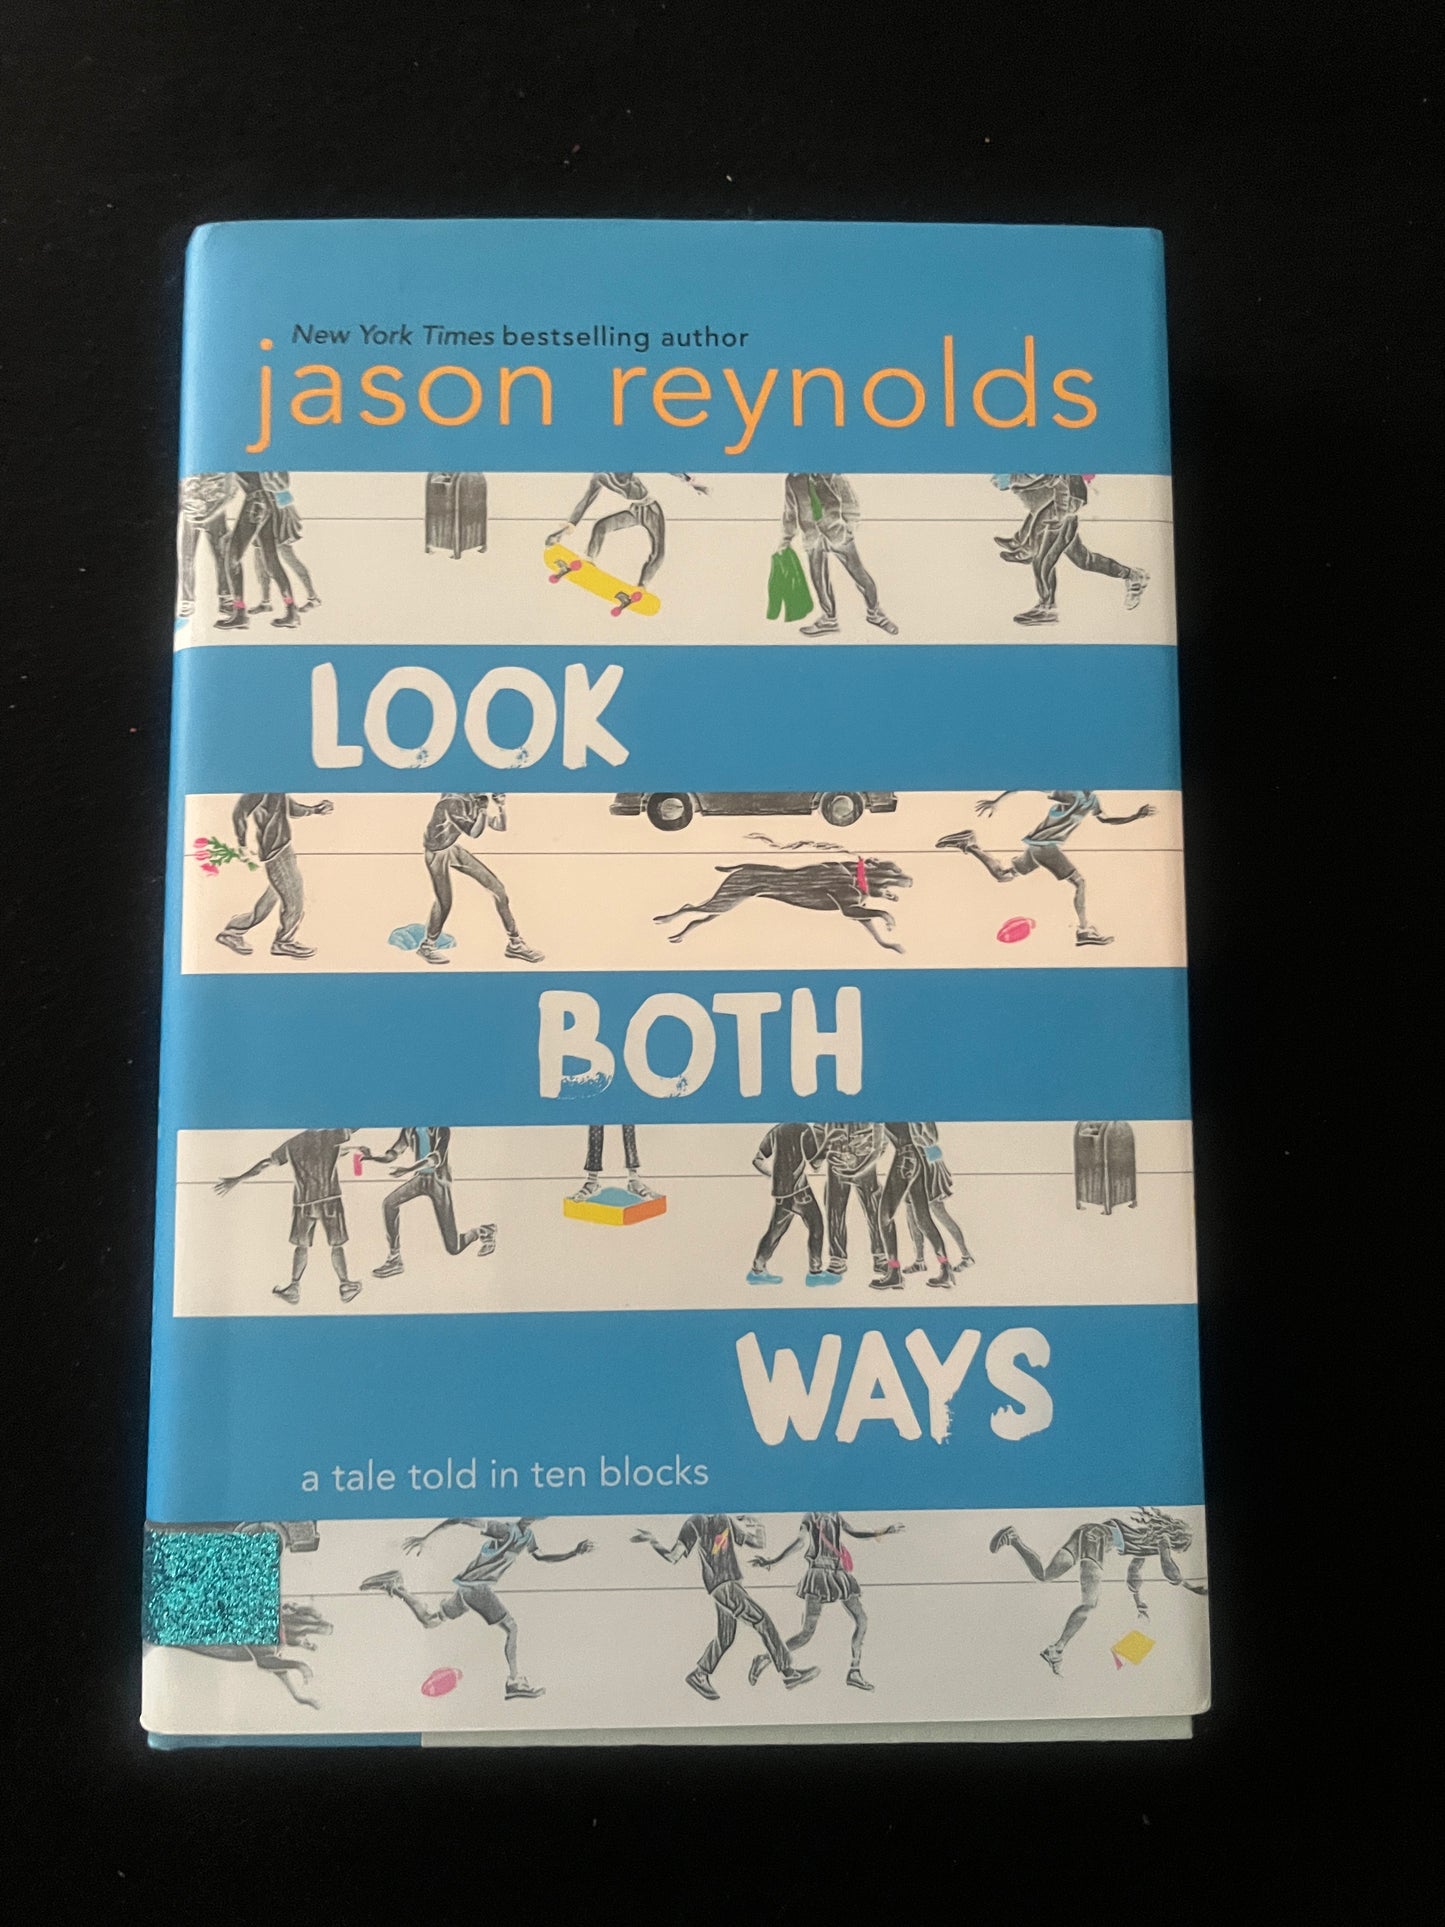 New York Times bestselling author
jason reynolds
LOOK
BOTH
WAYS
a tale told in ten blocks